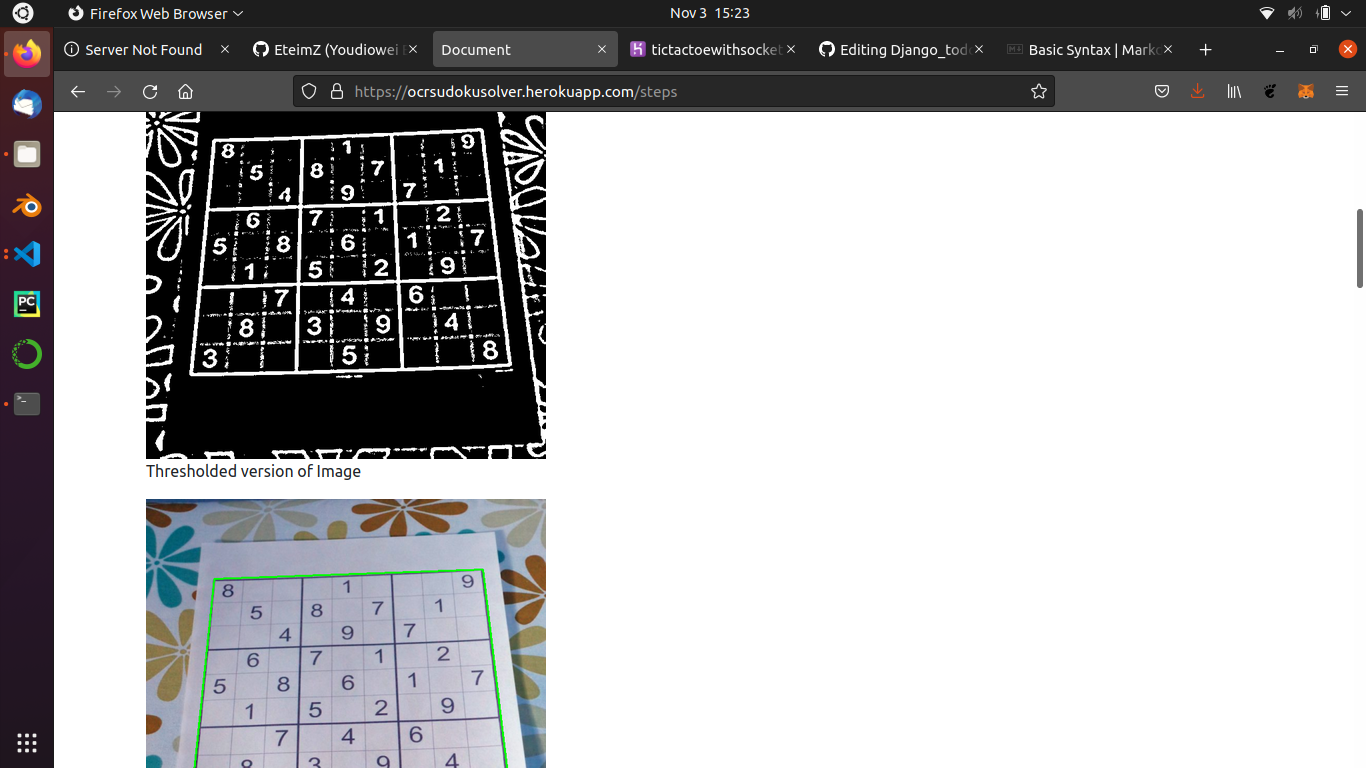 Firefox Web Browser Nov 3 15:23
Server Not Found EteimZ (Youdiowei Document tictactoewithsocket Editing Django_tod Basic Syntax | Mark
https://ocrsudokusolver.herokuapp.com/steps
8 1 9
5 8 7 1
4 9 7
6 7 1 2
5 8 6 1 7
1 5 2 9
7 4 6
8 3 9 4
3 5 8
Thresholded version of Image
8 1 9
5 8 7 1
4 9 7
6 7 1 2
5 8 6 1 7
1 5 2 9
7 4 6
8 3 9 4
PC